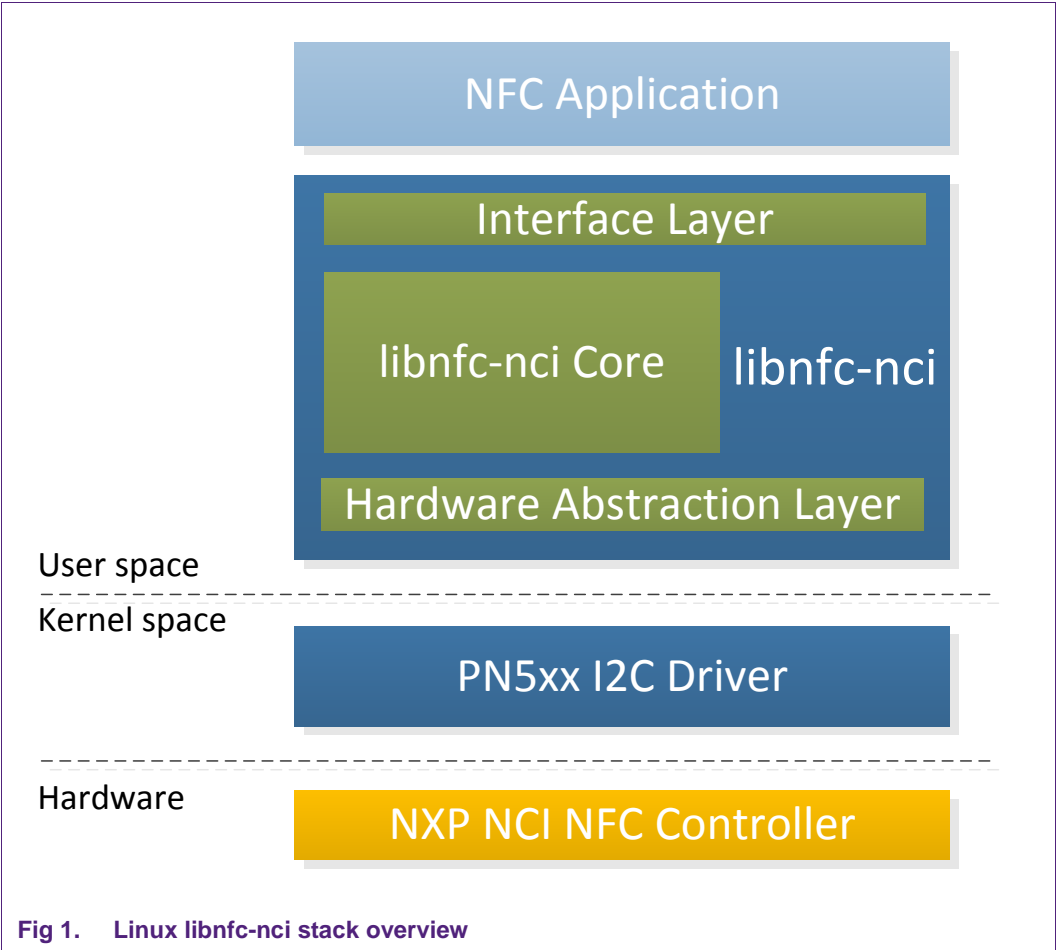 NFC Application
Interface Layer
libnfc-nci Core
libnfc-nci
Hardware Abstraction Layer
User space
Kernel space
PN5xx I2C Driver
Hardware
NXP NCI NFC Controller
Fig 1. Linux libnfc-nci stack overview